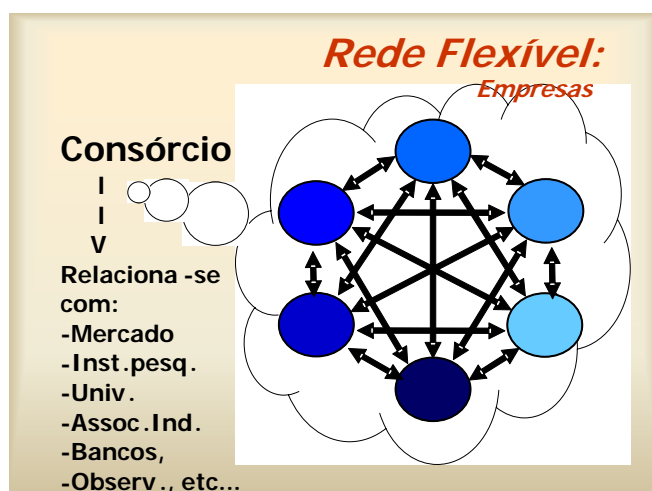 Rede Flexível:
Empresas
Consórcio
I
I
V
Relaciona -se
com:
-Mercado
-Inst.pesq.
-Univ.
-Assoc.Ind.
-Bancos,
-Observ., etc...